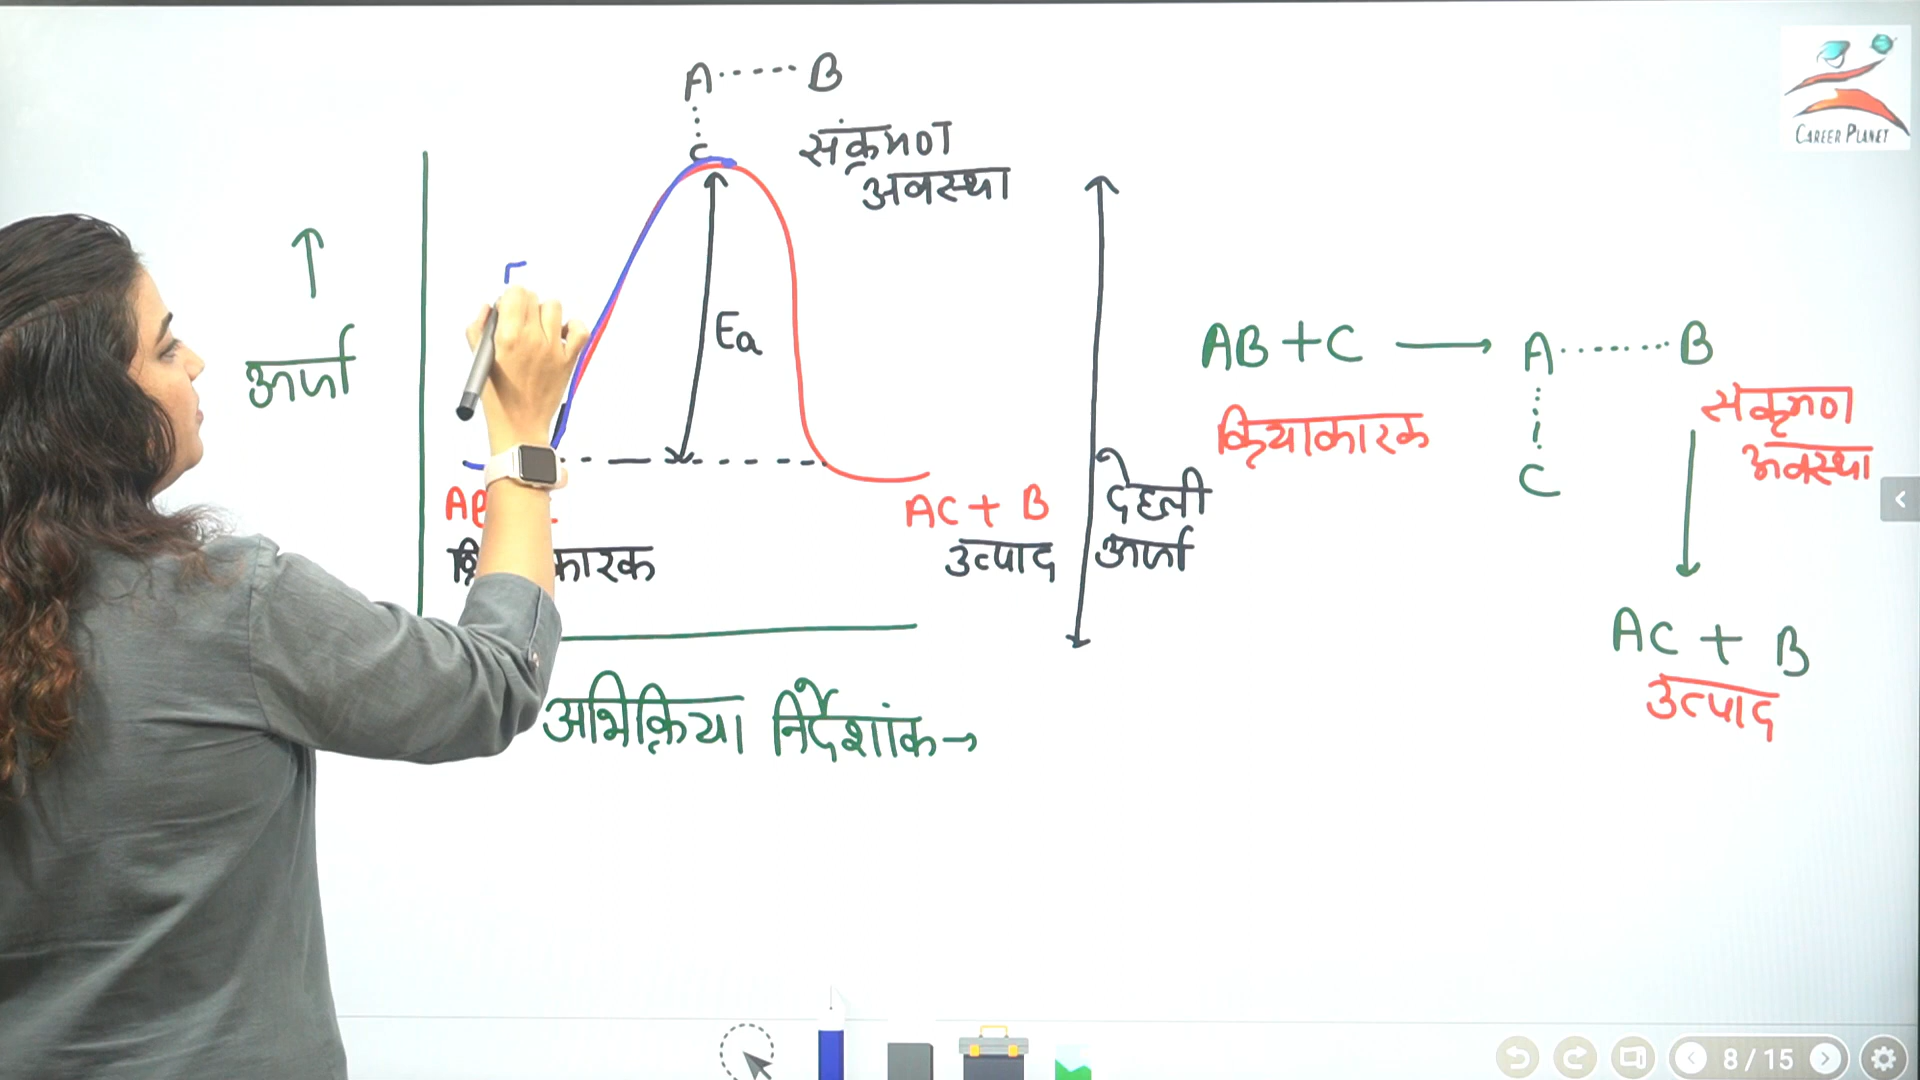 A ...... B
C
संक्रमण
अवस्था
ऊर्जा
Ea
AC + B
उत्पाद
देहली
ऊर्जा
अभिक्रिया निर्देशांक →
AB + C → A ....... B
C
क्रियाकारक
संक्रमण
अवस्था
AC + B
उत्पाद
CAREER PLANET
8 / 15